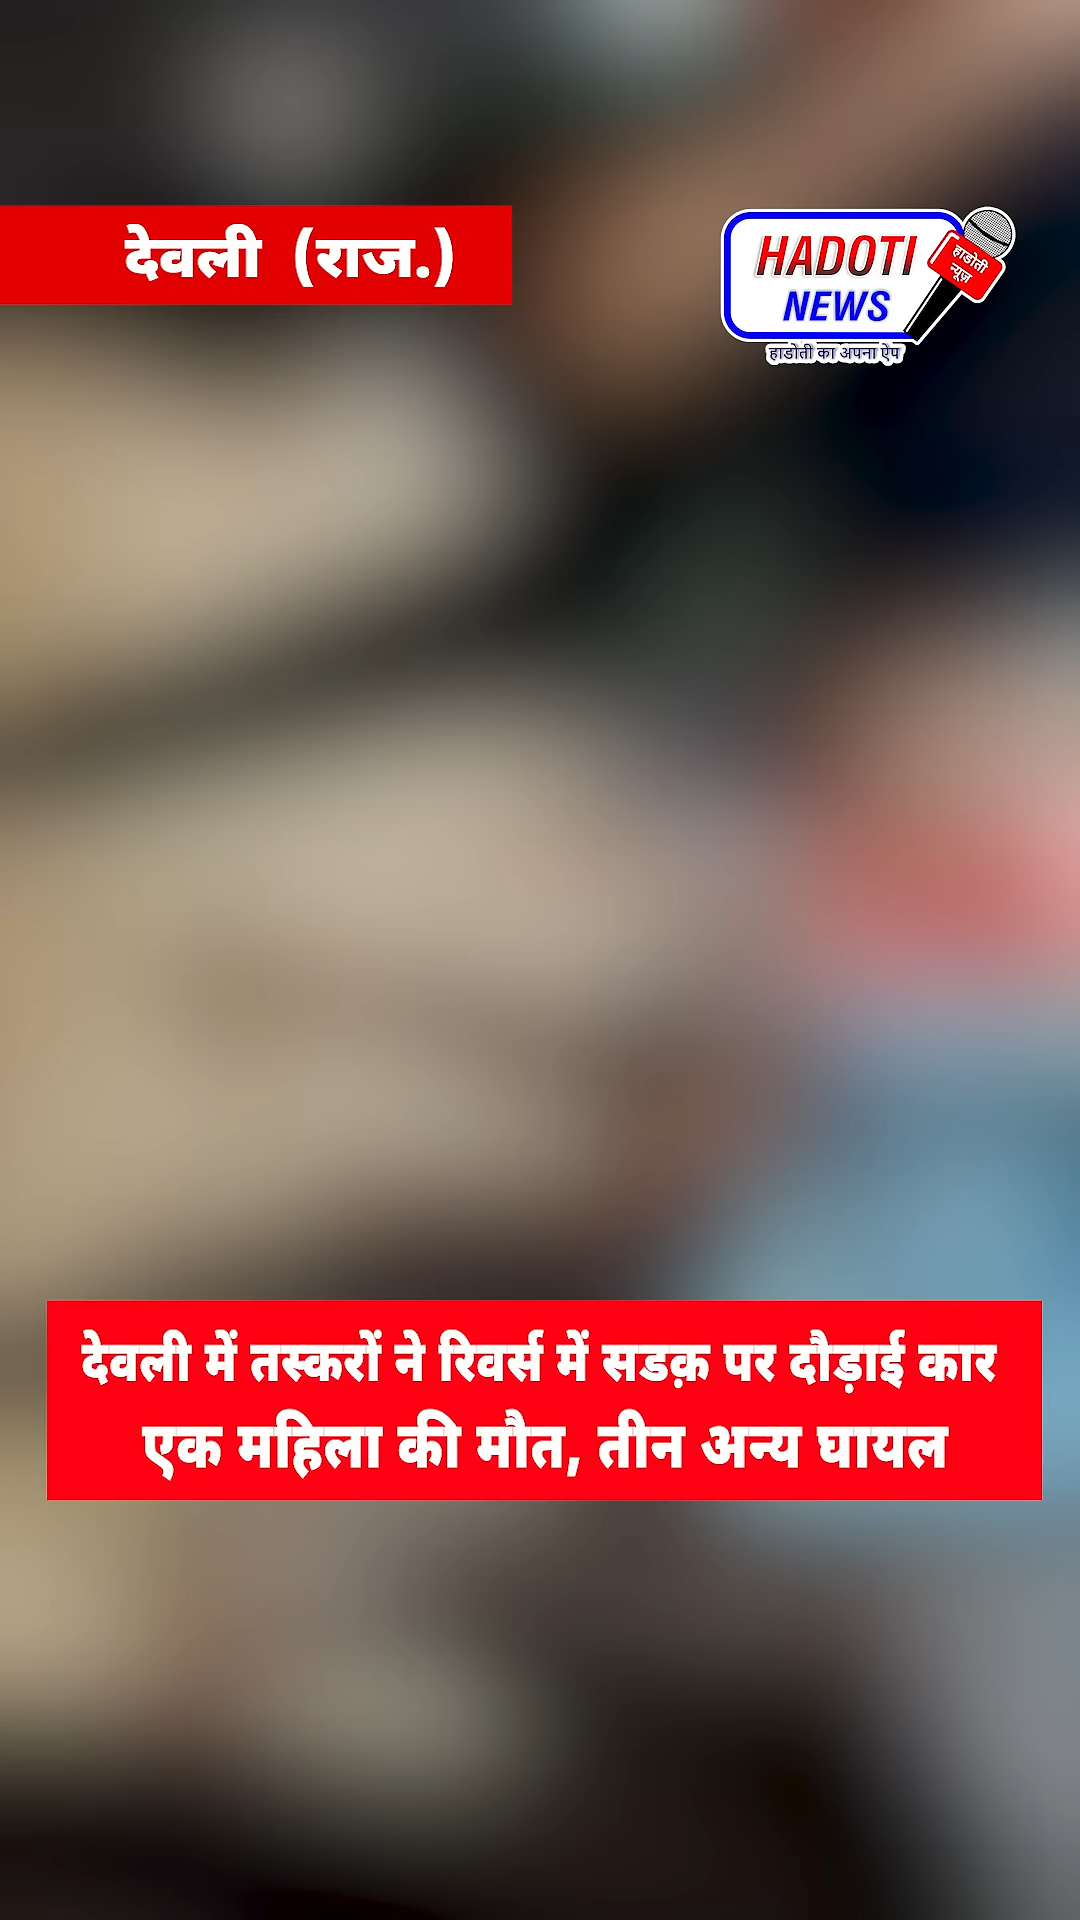 देवली (राज.)
HADOTI
NEWS
हाडोती
न्यूज़
हाडोती का अपना ऐप
देवली में तस्करों ने रिवर्स में सडक़ पर दौड़ाई कार
एक महिला की मौत, तीन अन्य घायल